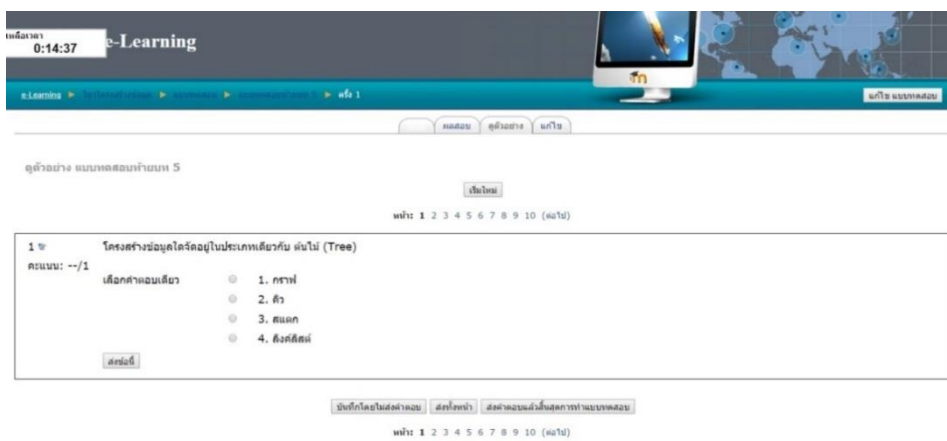 เหลือเวลา
0:14:37
e-Learning
e-Learning ► ► ► ► ครั้ง 1
แก้ไข แบบทดสอบ
ผลสอบ ดูตัวอย่าง แก้ไข
ดูตัวอย่าง แบบทดสอบท้ายบท 5
เริ่มใหม่
หน้า: 1 2 3 4 5 6 7 8 9 10 (ต่อไป)
1 โครงสร้างข้อมูลใดจัดอยู่ในประเภทเดียวกับ ต้นไม้ (Tree)
คะแนน: --/1
เลือกคำตอบเดียว 1. กราฟ
2. คิว
3. สแตก
4. ลิงค์ลิสต์
ส่งข้อนี้
บันทึกโดยไม่ส่งคำตอบ ส่งทั้งหน้า ส่งคำตอบแล้วสิ้นสุดการทำแบบทดสอบ
หน้า: 1 2 3 4 5 6 7 8 9 10 (ต่อไป)